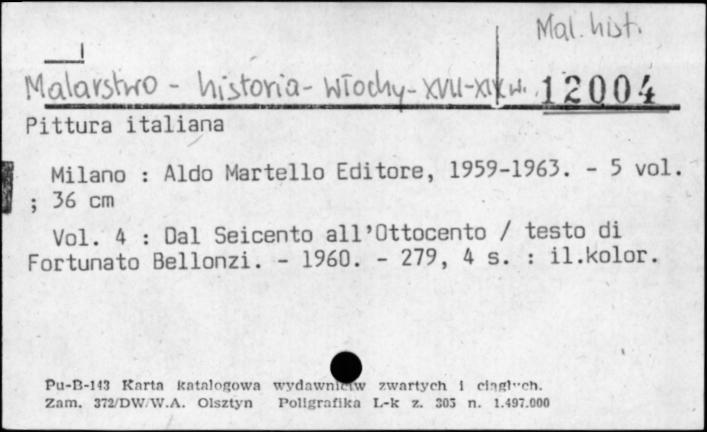 Mal. hist.
Malarstwo - historia - Włochy - XVII-XIX w. 12004
Pittura italiana
Milano : Aldo Martello Editore, 1959-1963. - 5 vol.
; 36 cm
Vol. 4 : Dal Seicento all'Ottocento / testo di
Fortunato Bellonzi. - 1960. - 279, 4 s. : il.kolor.
Pu-B-143 Karta katalogowa wydawnictw zwartych i ciągłych.
Zam. 372/DW/W.A. Olsztyn Poligrafika L-k z. 305 n. 1.497.000